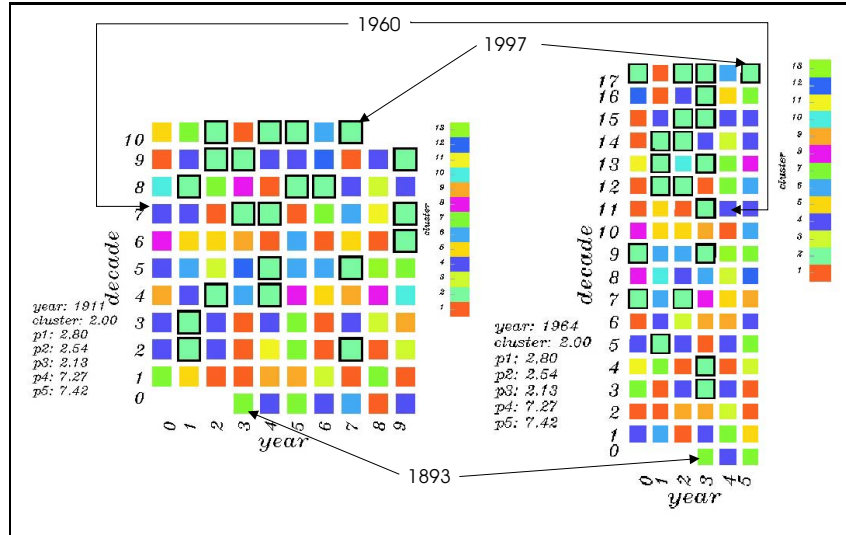 1960
1997
10
9
8
7
6
5
4
3
2
1
0
decade
0 1 2 3 4 5 6 7 8 9
year
13
12
11
10
9
8
7
6
5
4
3
2
1
cluster
year: 1911
cluster: 2.00
p1: 2.80
p2: 2.54
p3: 2.13
p4: 7.27
p5: 7.42
17
16
15
14
13
12
11
10
9
8
7
6
5
4
3
2
1
0
decade
0 1 2 3 4 5
year
13
12
11
10
9
8
7
6
5
4
3
2
1
cluster
year: 1964
cluster: 2.00
p1: 2.80
p2: 2.54
p3: 2.13
p4: 7.27
p5: 7.42
1893